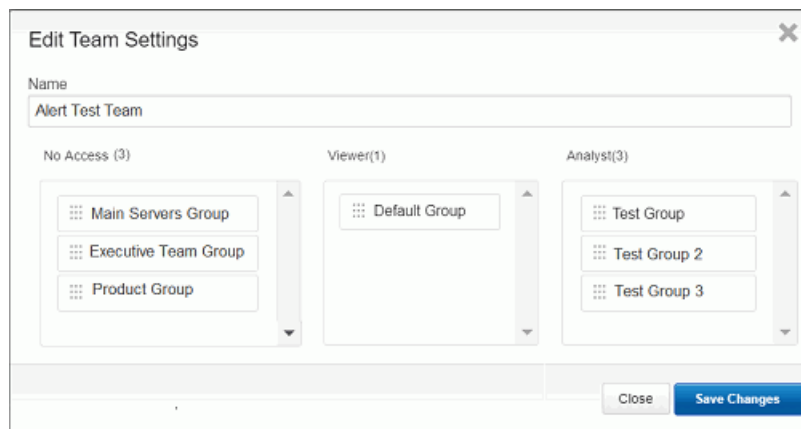 Edit Team Settings
Name
Alert Test Team
No Access (3)
Viewer(1)
Analyst(3)
Main Servers Group
Executive Team Group
Product Group
Default Group
Test Group
Test Group 2
Test Group 3
Close
Save Changes